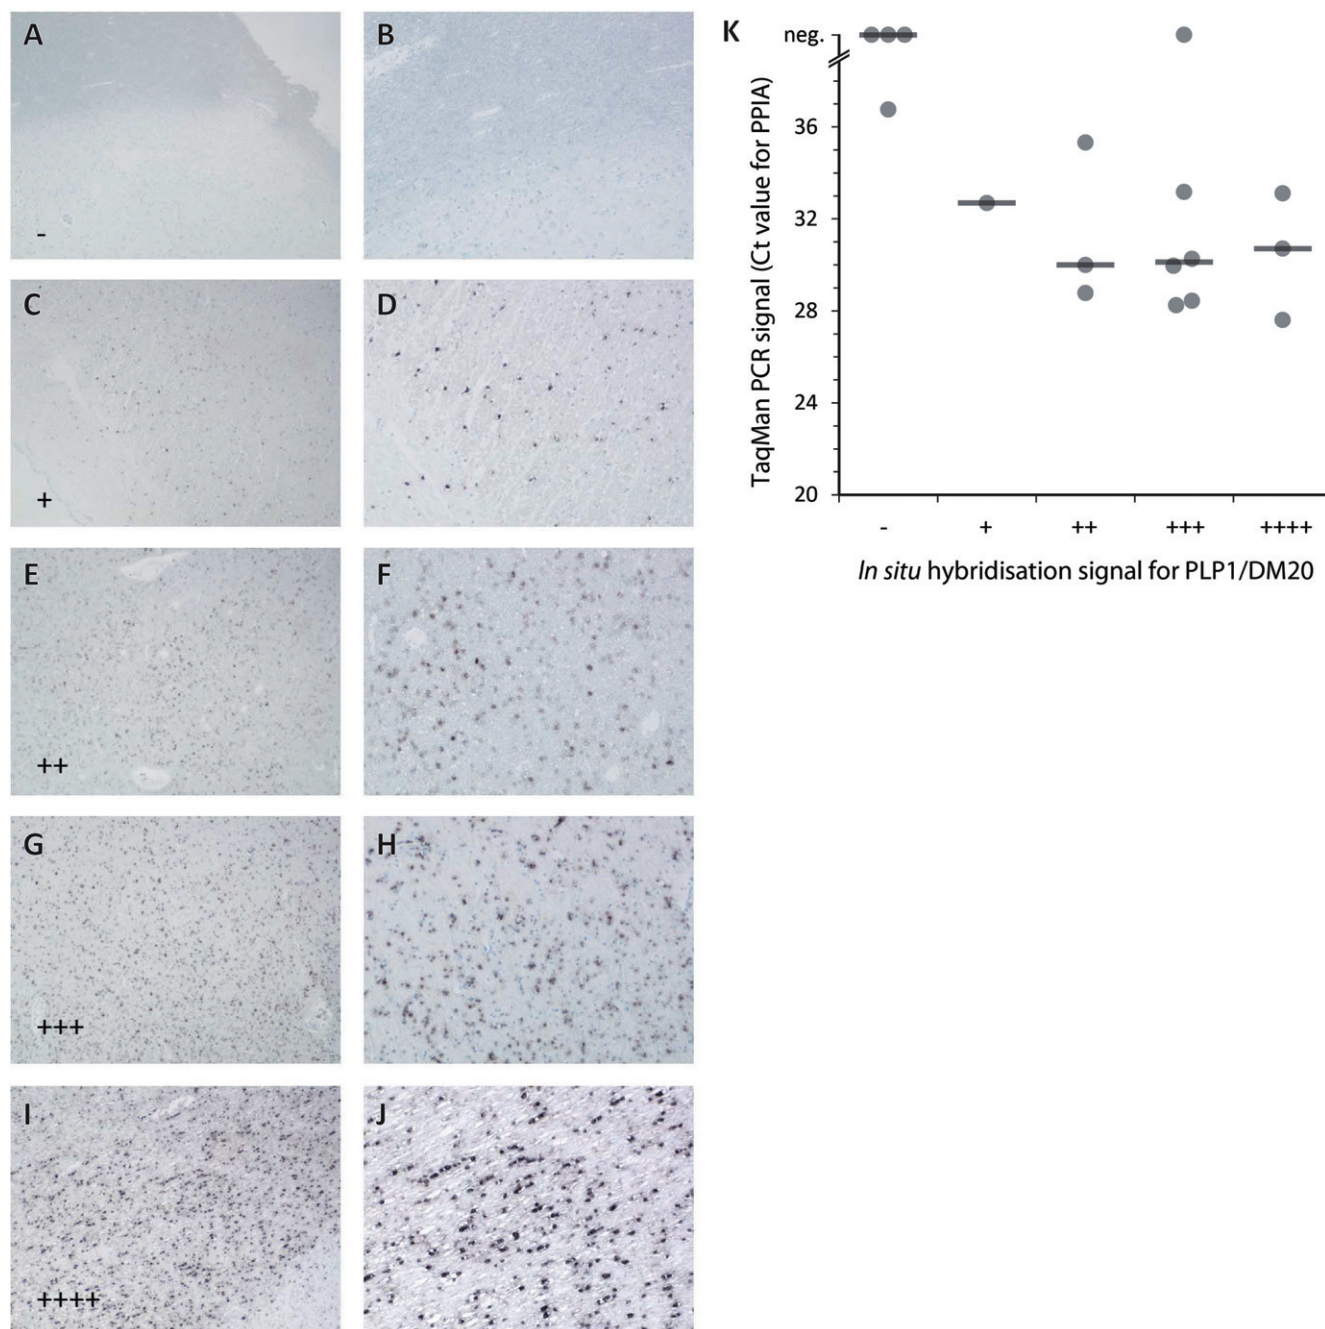 A
B
-
C
D
+
E
F
++
G
H
+++
I
J
++++
K
neg.
36
32
28
24
20
TaqMan PCR signal (Ct value for PPIA)
- + ++ +++ ++++
In situ hybridisation signal for PLP1/DM20